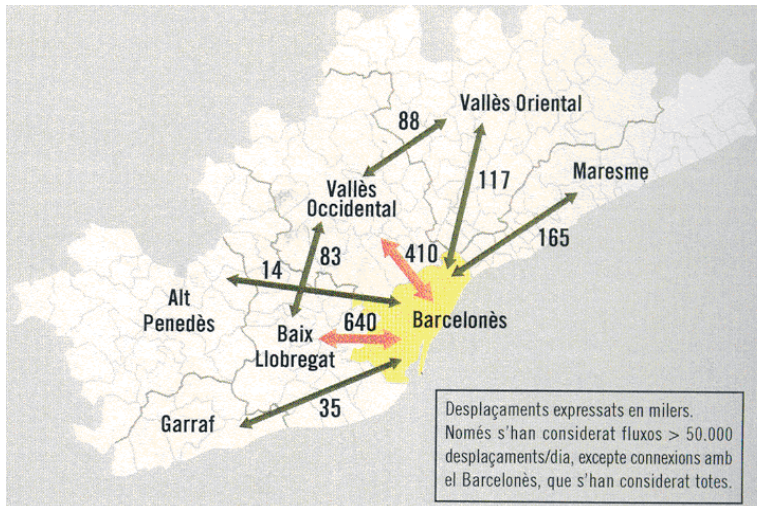 Vallès Oriental
88
Maresme
117
Vallès
Occidental
165
410
83
14
Alt
Penedès
640
Barcelonès
Baix
Llobregat
35
Garraf
Desplaçaments expressats en milers.
Només s'han considerat fluxos > 50.000
desplaçaments/dia, excepte connexions amb
el Barcelonès, que s'han considerat totes.